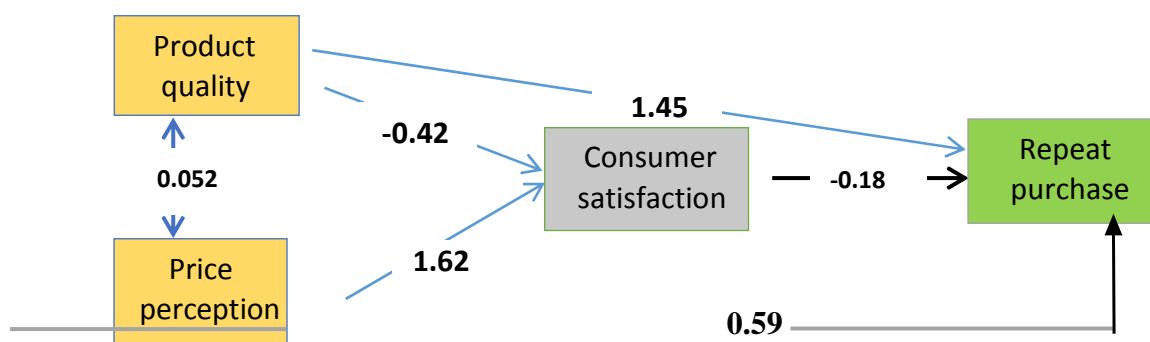 Product
quality
1.45
-0.42
Consumer
satisfaction
Repeat
purchase
0.052
-0.18
1.62
Price
perception
0.59